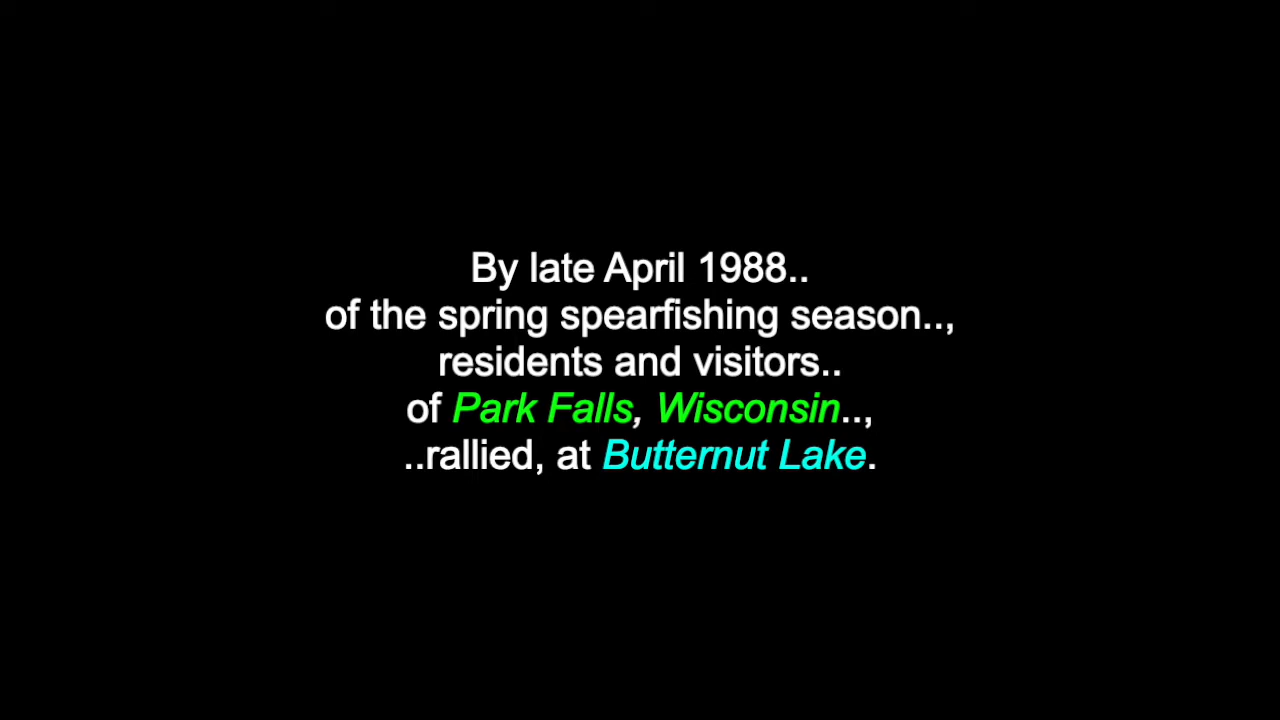 By late April 1988..
of the spring spearfishing season..,
residents and visitors..
of Park Falls, Wisconsin..,
..rallied, at Butternut Lake.